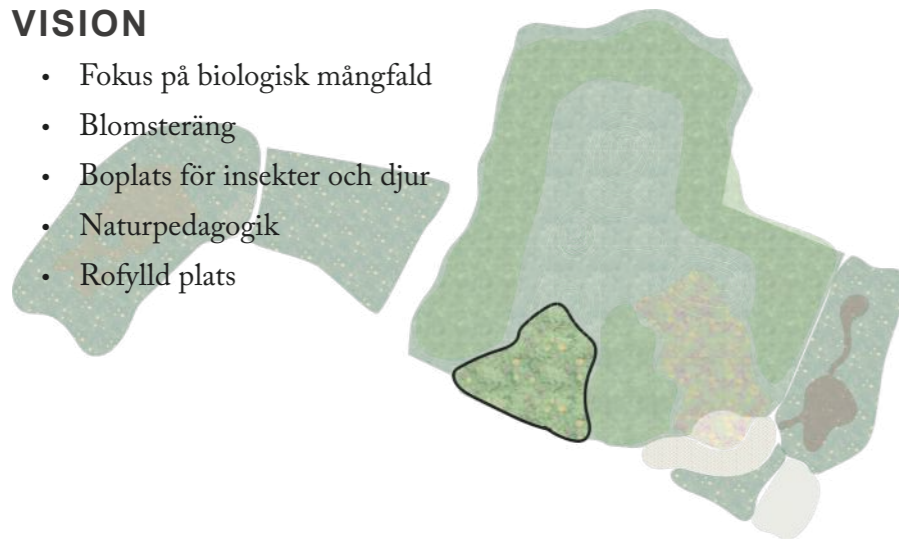 VISION
• Fokus på biologisk mångfald
• Blomsteräng
• Boplats för insekter och djur
• Naturpedagogik
• Rofylld plats